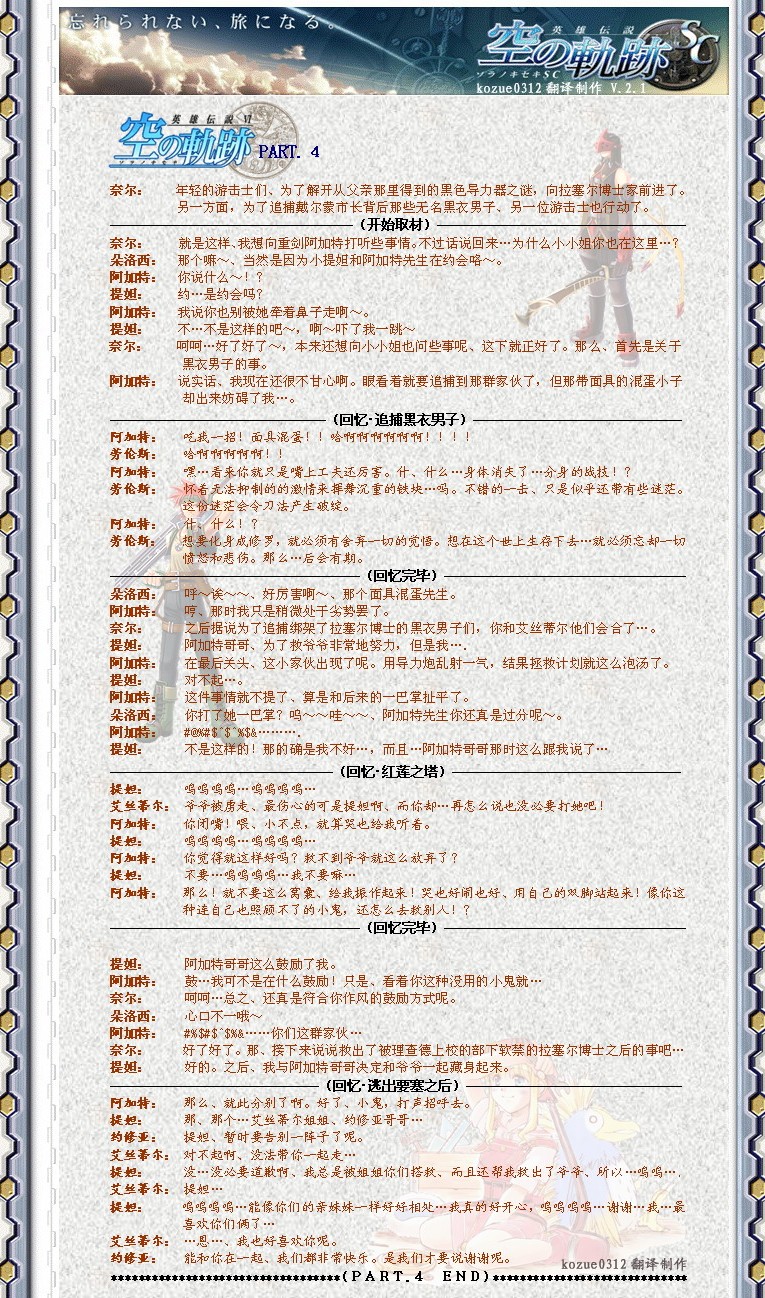 忘れられない、旅になる。
英雄伝説
空の軌跡SC
ソラノキセキSC
kozue0312 翻译制作 V.2.1
英雄伝説VI
空の軌跡 PART. 4
ソラノキセキ
奈尔： 年轻的游击士们、为了解开从父亲那里得到的黑色导力器之谜，向拉塞尔博士家前进了。
另一方面，为了追捕戴尔蒙市长背后那些无名黑衣男子、另一位游击士也行动了。
（开始取材）
奈尔： 就是这样、我想向重剑阿加特打听些事情。不过话说回来…为什么小小姐你也在这里…？
朵洛西： 那个嘛～、当然是因为小提妲和阿加特先生在约会咯～。
阿加特： 你说什么～！？
提妲： 约…是约会吗？
阿加特： 我说你也别被她牵着鼻子走啊～。
提妲： 不…不是这样的吧～，啊～吓了我一跳～
奈尔： 呵呵…好了好了～，本来还想向小小姐也问些事呢、这下就正好了。那么、首先是关于
黑衣男子的事。
阿加特： 说实话、我现在还很不甘心啊。眼看着就要追捕到那群家伙了，但那带面具的混蛋小子
却出来妨碍了我…。
（回忆·追捕黑衣男子）
阿加特： 吃我一招！面具混蛋！！哈啊啊啊啊啊啊！！！！
劳伦斯： 哈啊啊啊啊啊！！
阿加特： 嘿…看来你就只是嘴上工夫还厉害。什、什么…身体消失了…分身的战技！？
劳伦斯： 怀着无法抑制的的激情来挥舞沉重的铁块…吗。不错的一击、只是似乎还带有些迷茫。
这份迷茫会令刀法产生破绽。
阿加特： 什、什么！？
劳伦斯： 想要化身成修罗，就必须有舍弃一切的觉悟。想在这个世上生存下去…就必须忘却一切
愤怒和悲伤。那么…后会有期。
（回忆完毕）
朵洛西： 呼～诶～～、好厉害啊～～、那个面具混蛋先生。
阿加特： 哼、那时我只是稍微处于劣势罢了。
奈尔： 之后据说为了追捕绑架了拉塞尔博士的黑衣男子们，你和艾丝蒂尔他们会合了…。
提妲： 阿加特哥哥、为了救爷爷非常地努力，但是我….
阿加特： 在最后关头、这小家伙出现了呢。用导力炮乱射一气，结果拯救计划就这么泡汤了。
提妲： 对不起…。
阿加特： 这件事情就不提了、算是和后来的一巴掌扯平了。
朵洛西： 你打了她一巴掌？呜～～哇～～、阿加特先生你还真是过分呢～。
阿加特： #@%#$^$^%$&……….
提妲： 不是这样的！那的确是我不好…，而且…阿加特哥哥那时这么跟我说了…
（回忆·红莲之塔）
提妲： 呜呜呜呜…呜呜呜呜…
艾丝蒂尔： 爷爷被虏走、最伤心的可是提妲啊、而你却…再怎么说也没必要打她吧！
阿加特： 你闭嘴！喂、小不点，就算哭也给我听着。
提妲： 呜呜呜呜…呜呜呜呜…
阿加特： 你觉得就这样好吗？救不到爷爷就这么放弃了？
提妲： 不要…呜呜呜呜…我不要嘛…
阿加特： 那么！就不要这么窝囊、给我振作起来！哭也好闹也好、用自己的双脚站起来！像你这
种连自己也照顾不了的小鬼，还怎么去救别人！？
（回忆完毕）
提妲： 阿加特哥哥这么鼓励了我。
阿加特： 鼓…我可不是在什么鼓励！只是、看着你这种没用的小鬼就…
奈尔： 呵呵…总之、还真是符合你作风的鼓励方式呢。
朵洛西： 心口不一哦～
阿加特： #%$#$^$%&……你们这群家伙…
奈尔： 好了好了。那、接下来说说救出了被理查德上校的部下软禁的拉塞尔博士之后的事吧…
提妲： 好的。之后、我与阿加特哥哥决定和爷爷一起藏身起来。
（回忆·逃出要塞之后）
阿加特： 那么、就此分别了啊。好了、小鬼，打声招呼去。
提妲： 那、那个…艾丝蒂尔姐姐、约修亚哥哥…
约修亚： 提妲、暂时要告别一阵子了呢。
艾丝蒂尔： 对不起啊、没法带你一起走…
提妲： 没…没必要道歉啊、我总是被姐姐你们搭救、而且还帮我救出了爷爷、所以…呜呜….
艾丝蒂尔： 提妲…
提妲： 呜呜呜呜…能像你们的亲妹妹一样好好相处…我真的好开心，呜呜呜呜…谢谢…我…最
喜欢你们俩了…
艾丝蒂尔： …恩…、我也好喜欢你呢。
约修亚： 能和你在一起、我们都非常快乐。是我们才要说谢谢呢。
kozue0312 翻译制作
**********************************(PART.4 END)*****************************